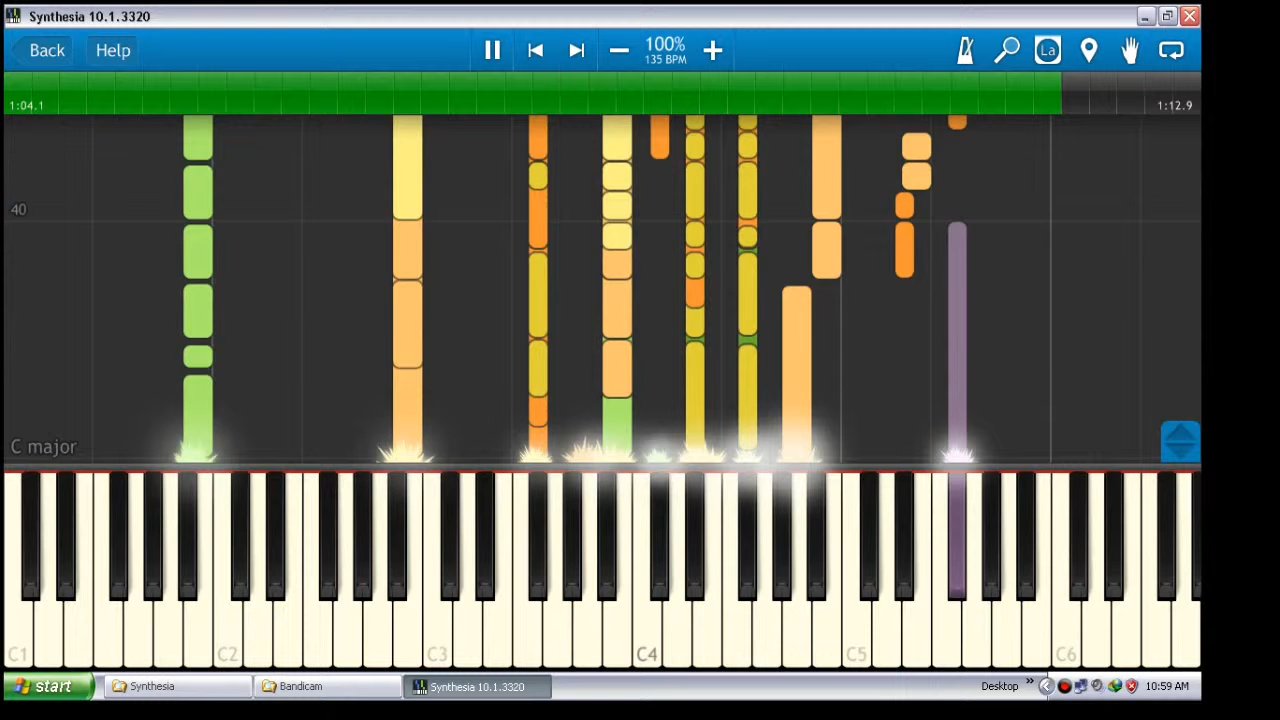 Synthesia 10.1.3320
Back
Help
100%
135 BPM
La
1:04.1
1:12.9
40
C major
C1
C2
C3
C4
C5
C6
start
Synthesia
Bandicam
Synthesia 10.1.3320
Desktop
10:59 AM